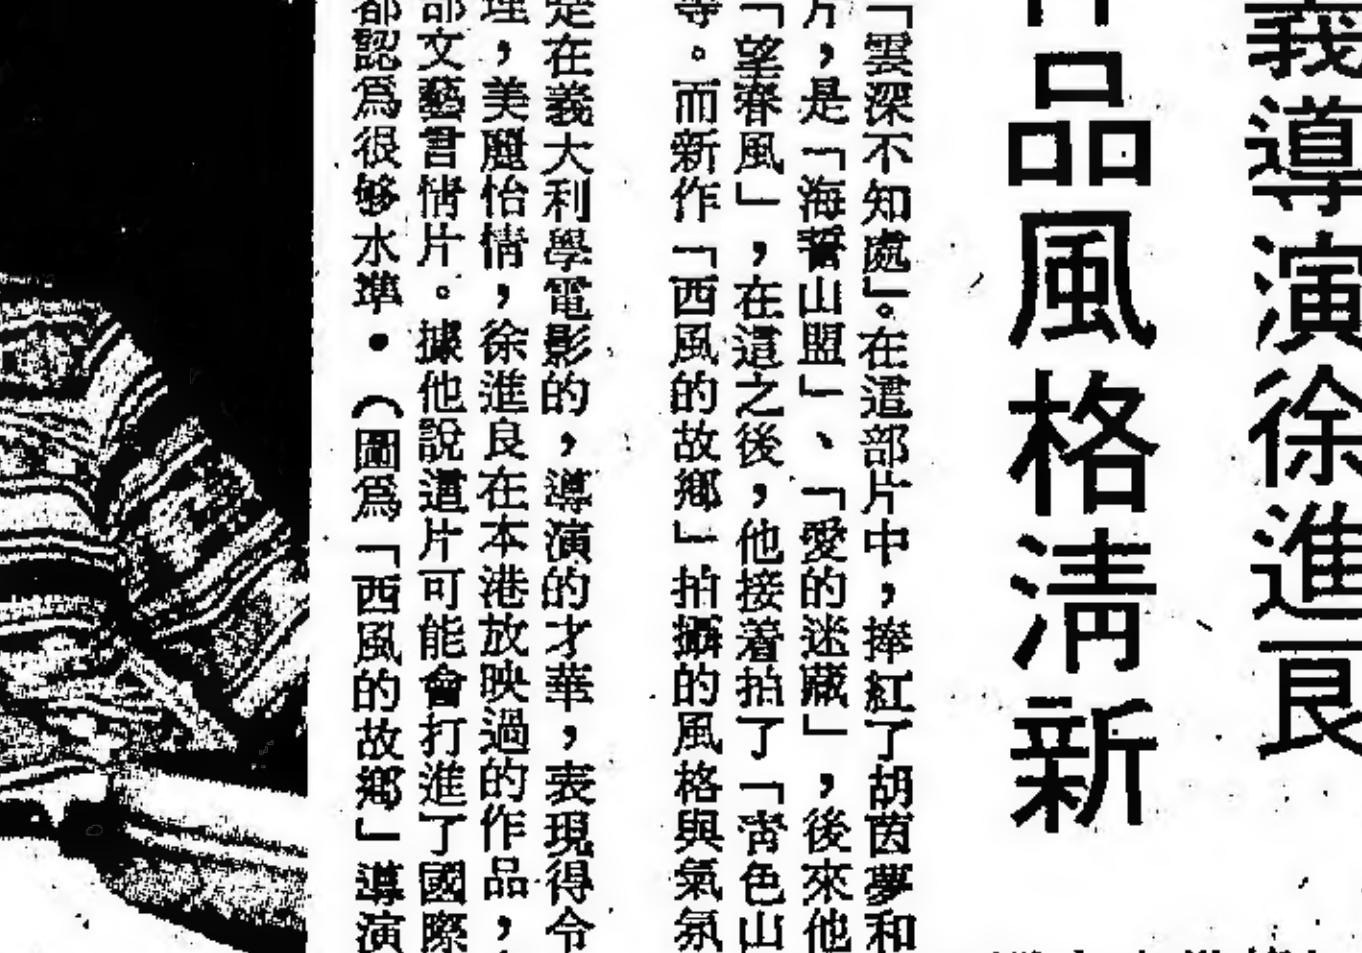 義導演徐進良
作品風格清新
「雲深不知處」。在這部片中，捧紅了胡茵夢和
片，是「海誓山盟」、「愛的迷藏」，後來他
「望春風」，在這之後，他接着拍了「青色山
等。而新作「西風的故鄉」拍攝的風格與氣氛
是在義大利學電影的，導演的才華，表現得令
理，美麗怡情，徐進良在本港放映過的作品，
部文藝言情片。據他說這片可能會打進了國際
都認爲很够水準。（圖爲「西風的故鄉」導演